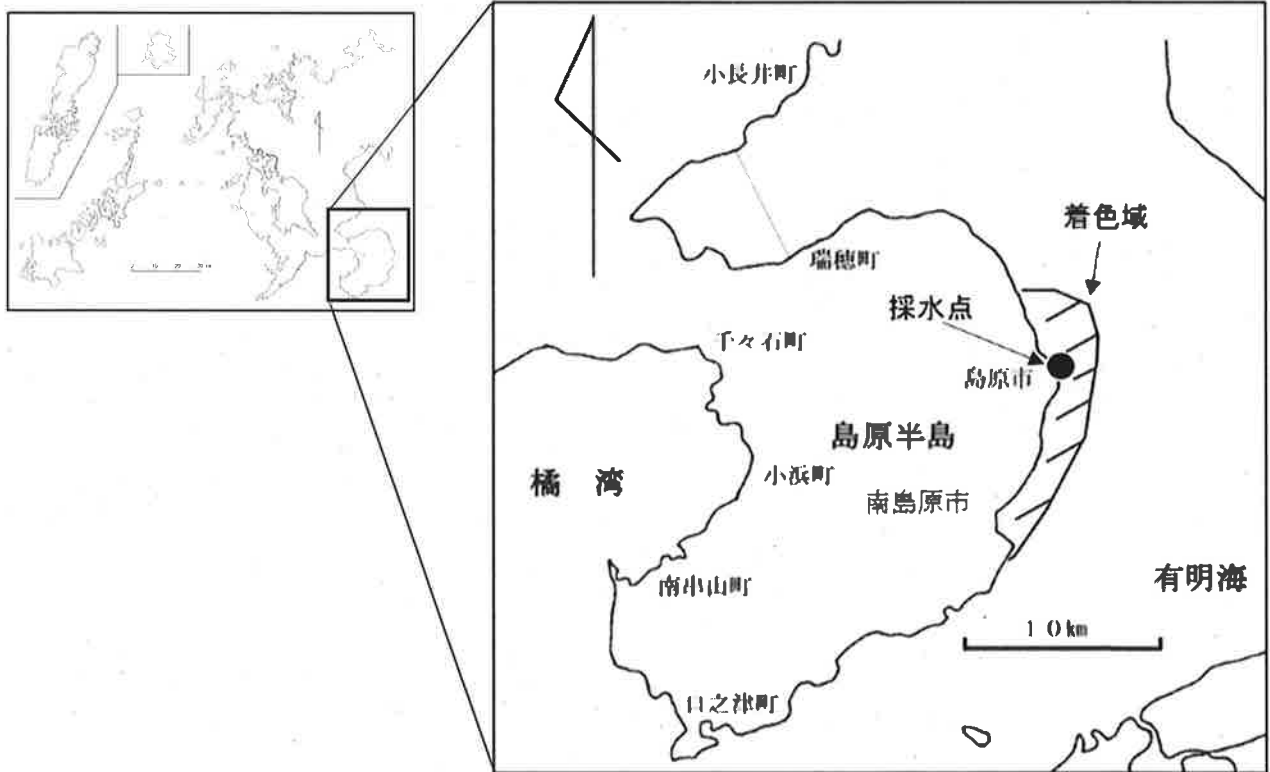 小長井町
着色域
瑞穂町
採水点
千々石町
島原市
島原半島
橘 湾
小浜町
南島原市
南串山町
有明海
10km
口之津町